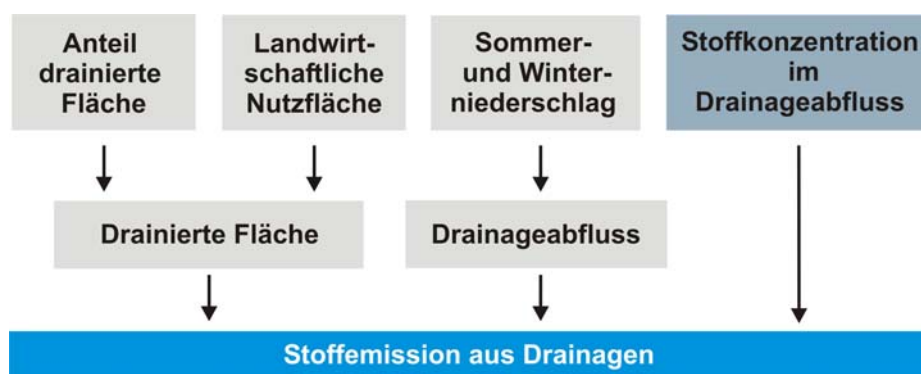 Anteil
drainierte
Fläche
Landwirt-
schaftliche
Nutzfläche
Sommer-
und Winter-
niederschlag
Stoffkonzentration
im
Drainageabfluss
Drainierte Fläche
Drainageabfluss
Stoffemission aus Drainagen